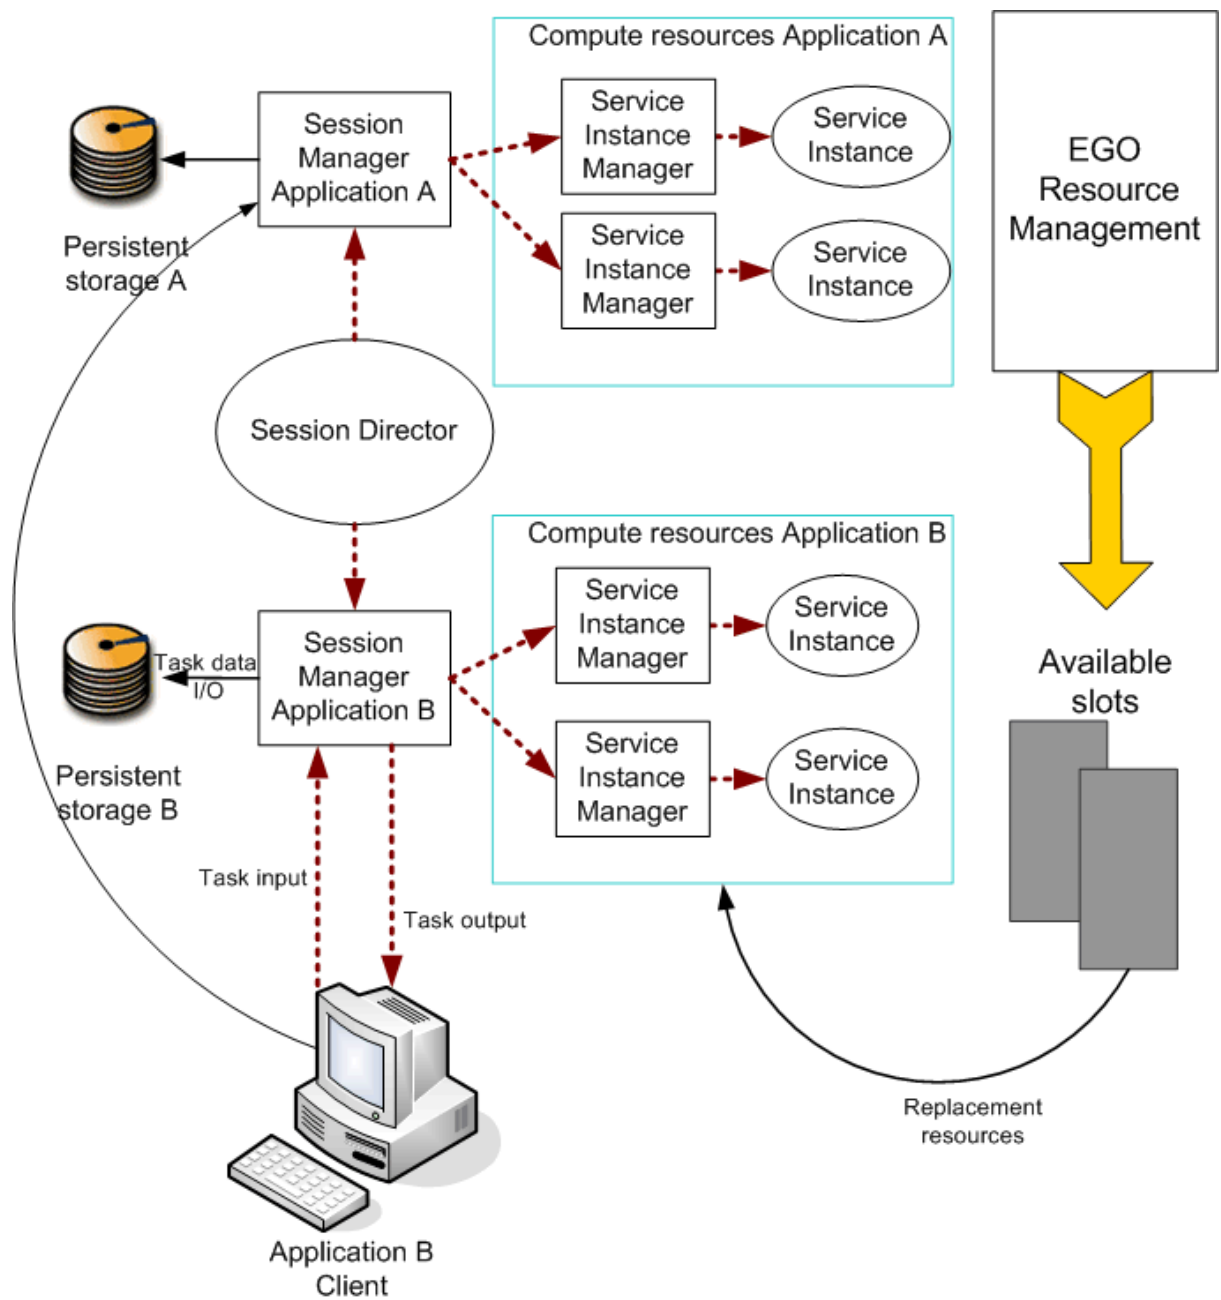 Compute resources Application A
Session
Manager
Application A
Service
Instance
Manager
Service
Instance
EGO
Resource
Management
Persistent
storage A
Service
Instance
Manager
Service
Instance
Session Director
Compute resources Application B
Session
Manager
Application B
Service
Instance
Manager
Service
Instance
Task data
I/O
Available
slots
Persistent
storage B
Service
Instance
Manager
Service
Instance
Task input
Task output
Replacement
resources
Application B
Client